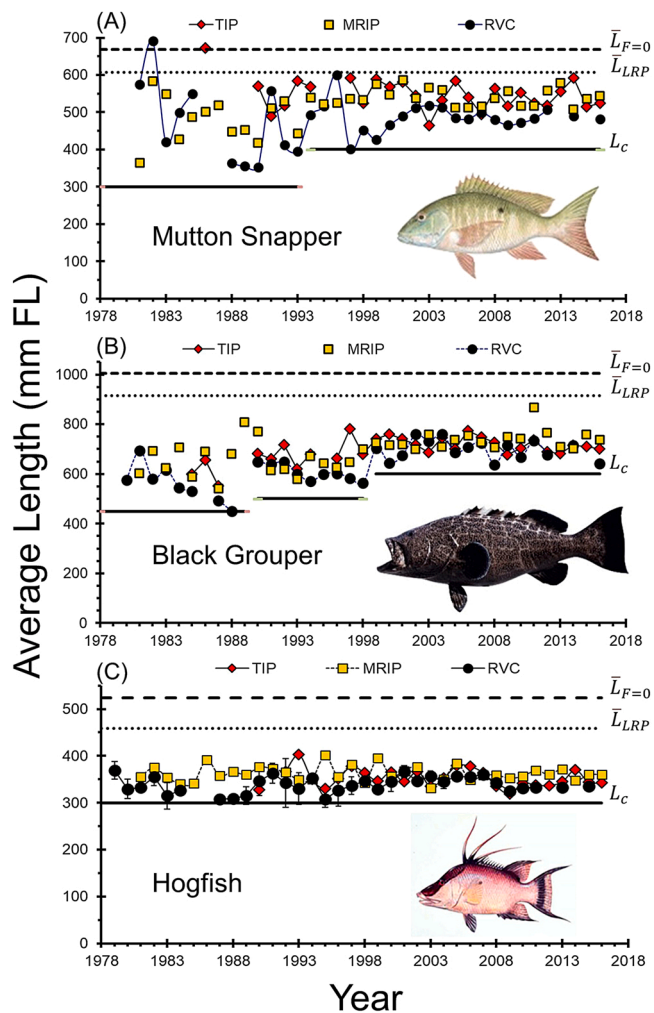 (A) TIP MRIP RVC
700
600
500
400
300
200
100
0
L̄F=0
L̄LRP
Lc
Mutton Snapper
1978 1983 1988 1993 1998 2003 2008 2013 2018
(B) TIP MRIP RVC
1000
800
600
400
200
0
L̄F=0
L̄LRP
Lc
Black Grouper
1978 1983 1988 1993 1998 2003 2008 2013 2018
(C) TIP MRIP RVC
500
400
300
200
100
0
L̄F=0
L̄LRP
Lc
Hogfish
1978 1983 1988 1993 1998 2003 2008 2013 2018
Average Length (mm FL)
Year